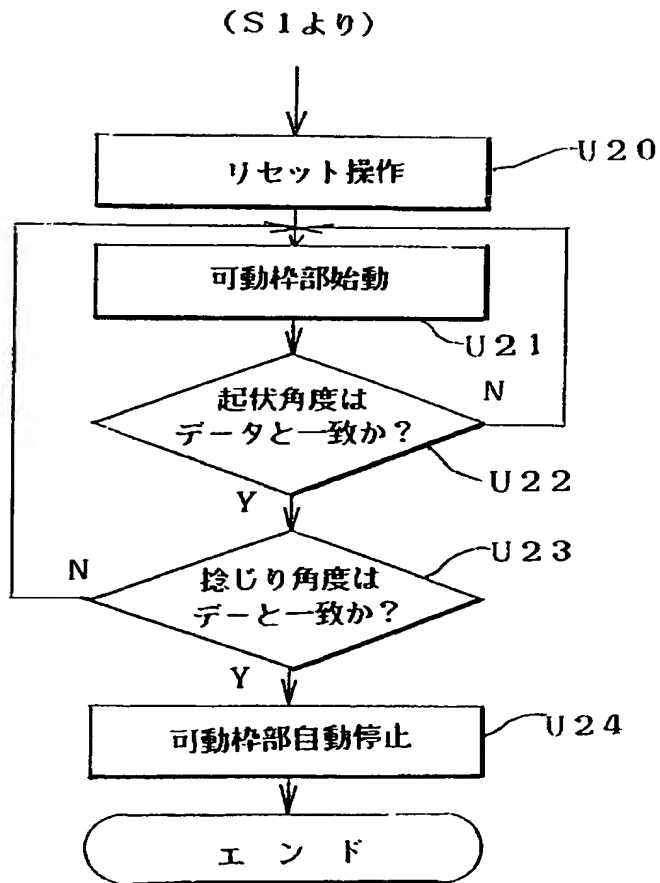 (S1より)
リセット操作
U20
可動枠部始動
U21
起状角度は
データと一致か?
N
U22
Y
U23
捻じり角度は
デーと一致か?
N
Y
可動枠部自動停止
U24
エンド